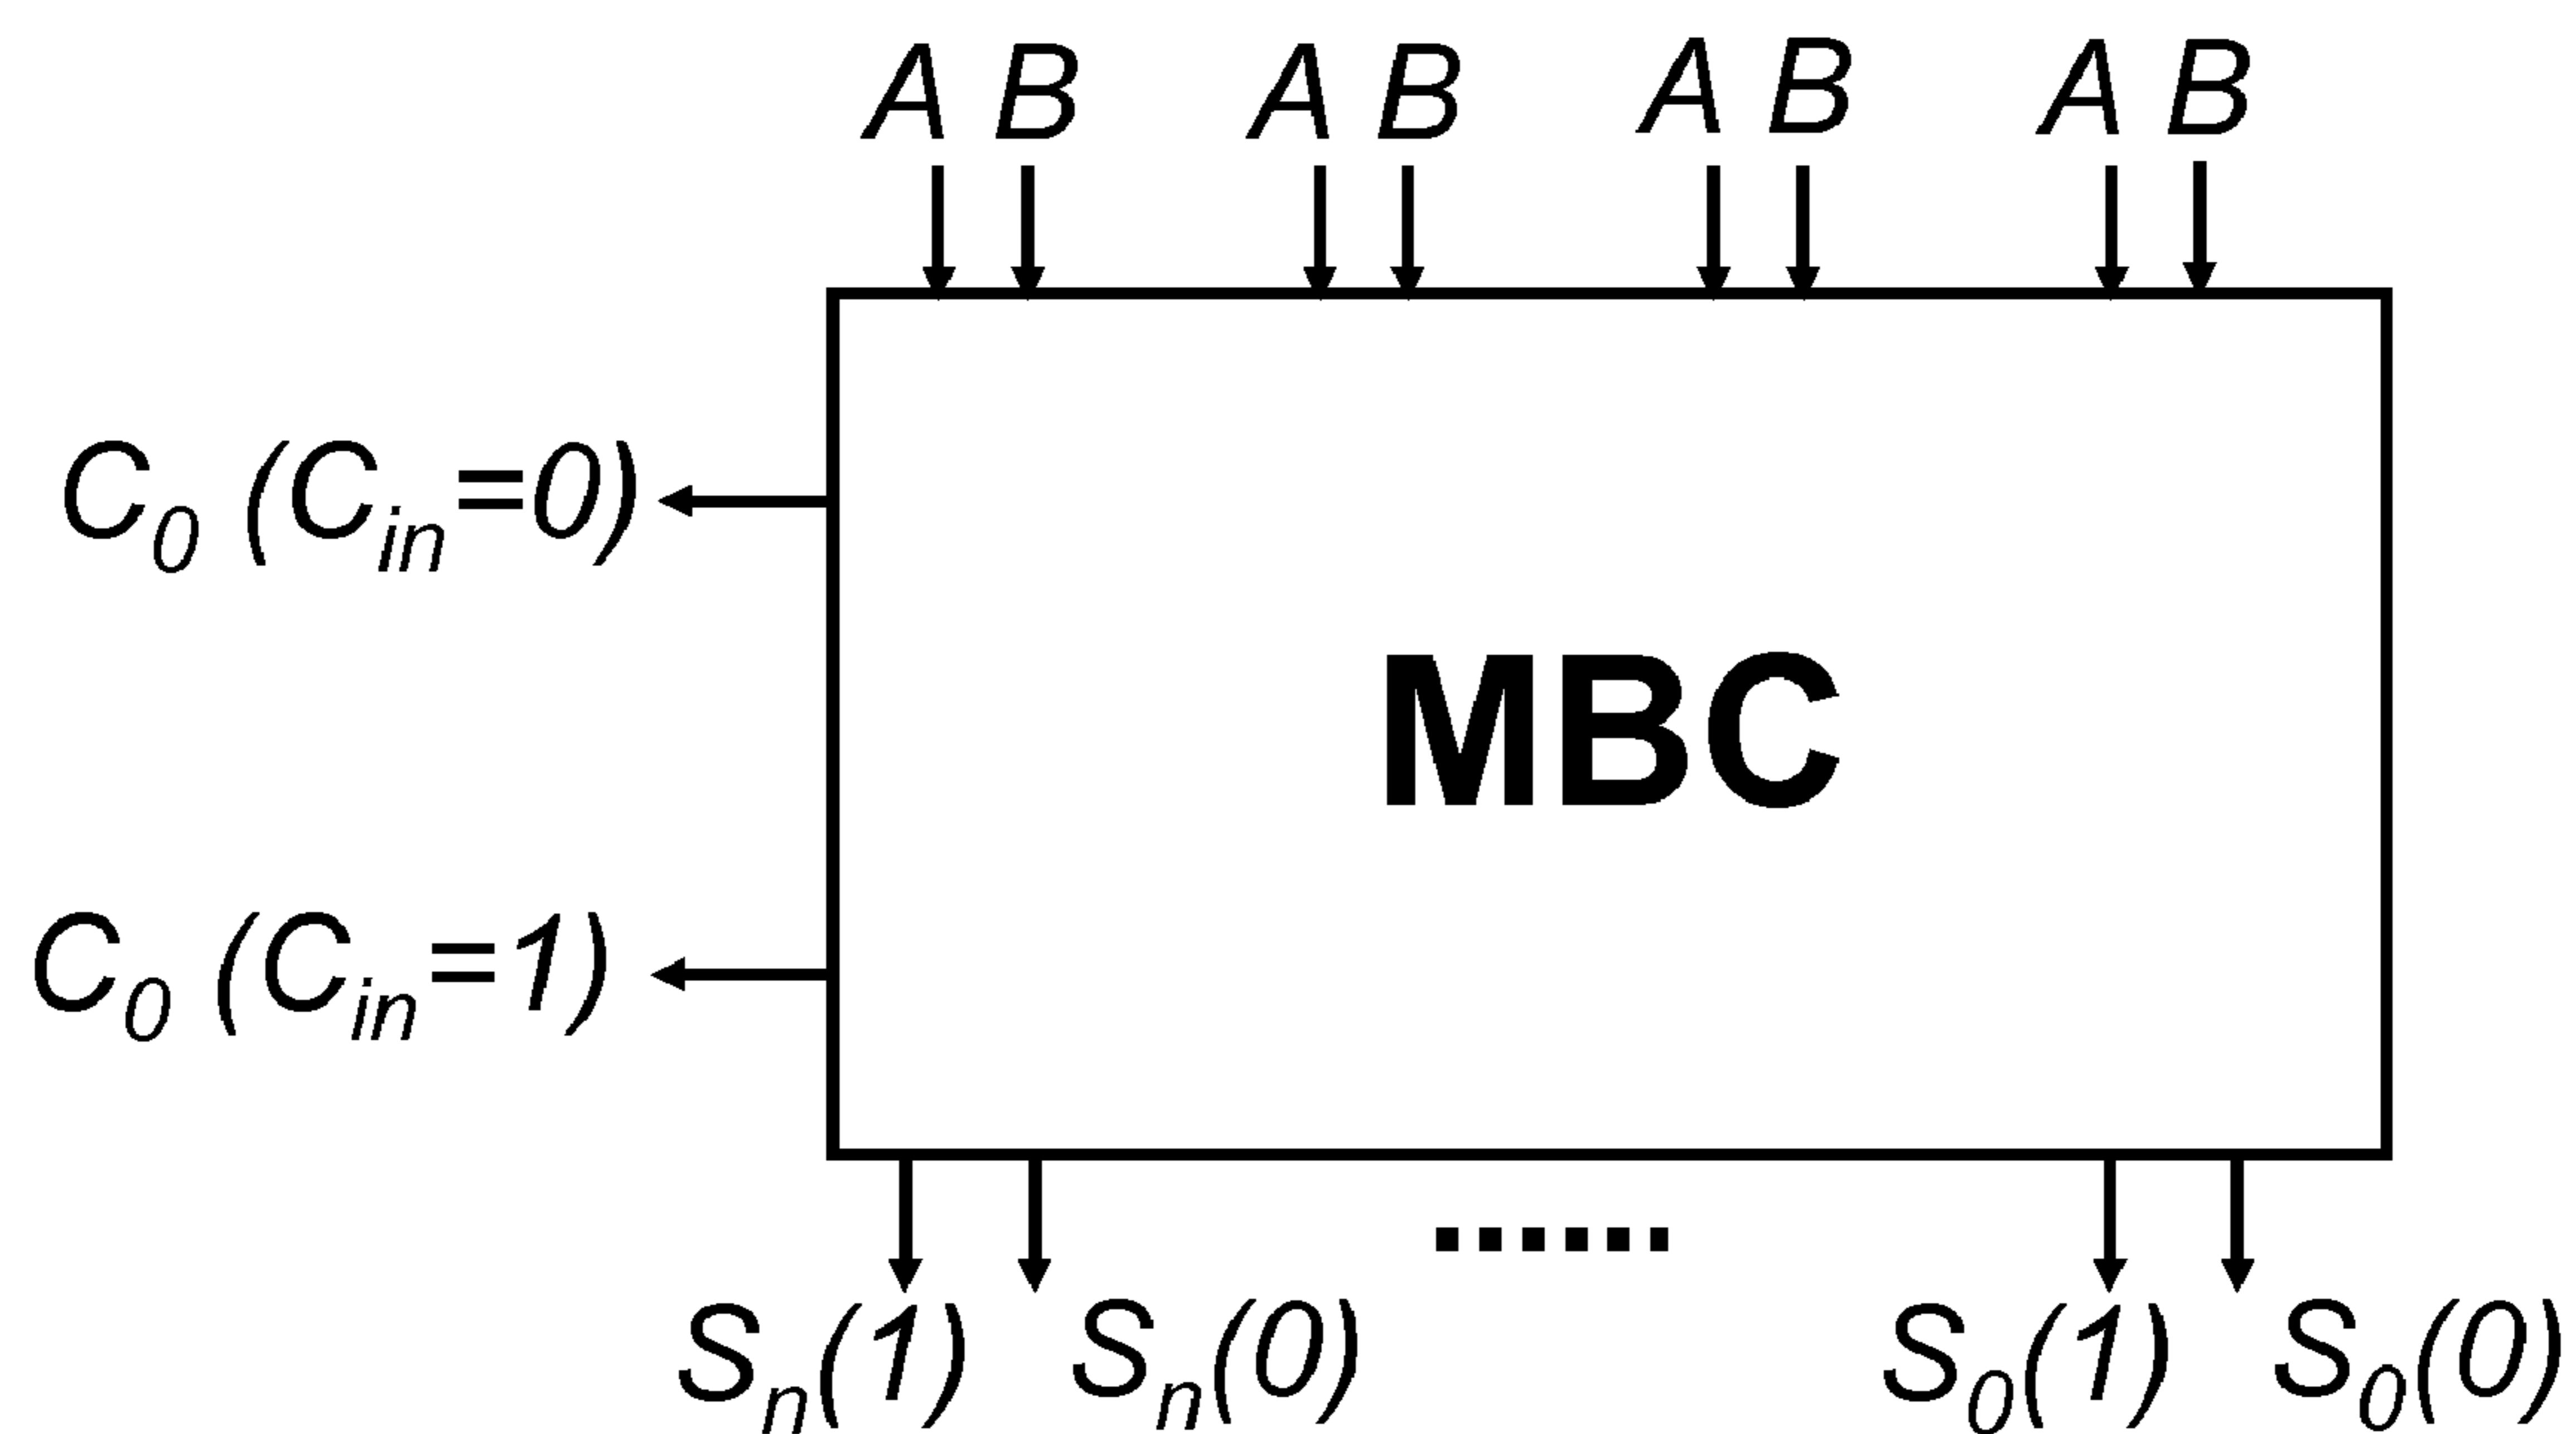 A B A B A B A B
C₀ (Cᵢₙ=0)
MBC
C₀ (Cᵢₙ=1)
......
Sₙ(1) Sₙ(0) S₀(1) S₀(0)